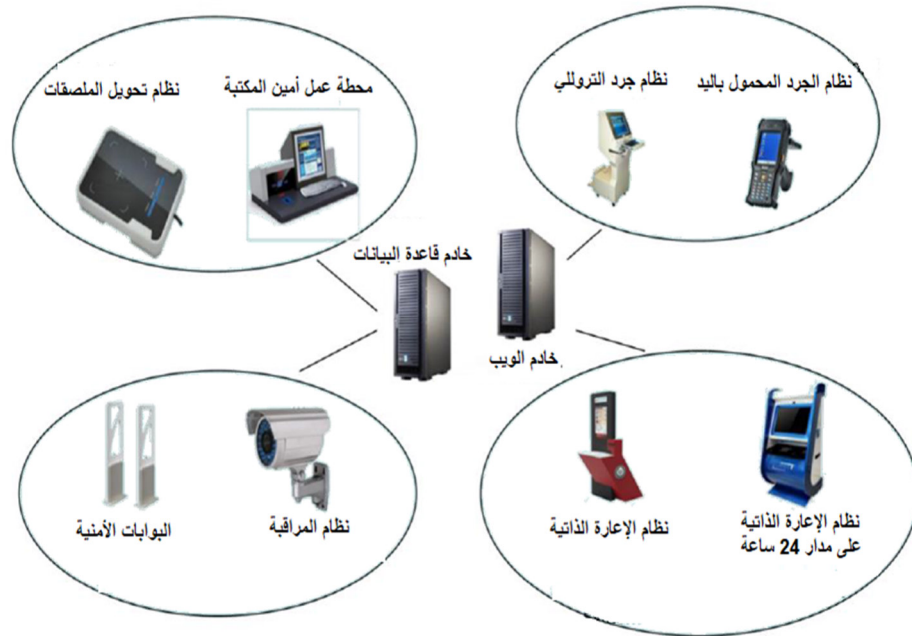 نظام الجرد المحمول باليد
نظام جرد التروللي
محطة عمل أمين المكتبة
نظام تحويل الملصقات
خادم قاعدة البيانات
خادم الويب
نظام المراقبة
البوابات الأمنية
نظام الإعارة الذاتية
على مدار 24 ساعة
نظام الإعارة الذاتية